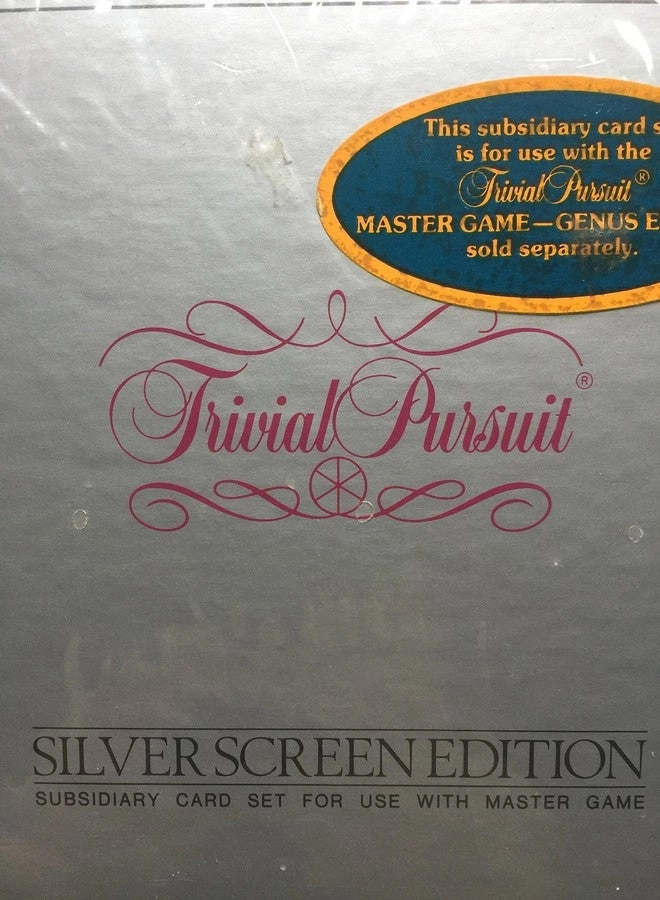 This subsidiary card
is for use with the
Trivial Pursuit®
MASTER GAME—GENUS
sold separately.
Trivial Pursuit®
SILVER SCREEN EDITION
SUBSIDIARY CARD SET FOR USE WITH MASTER GAME